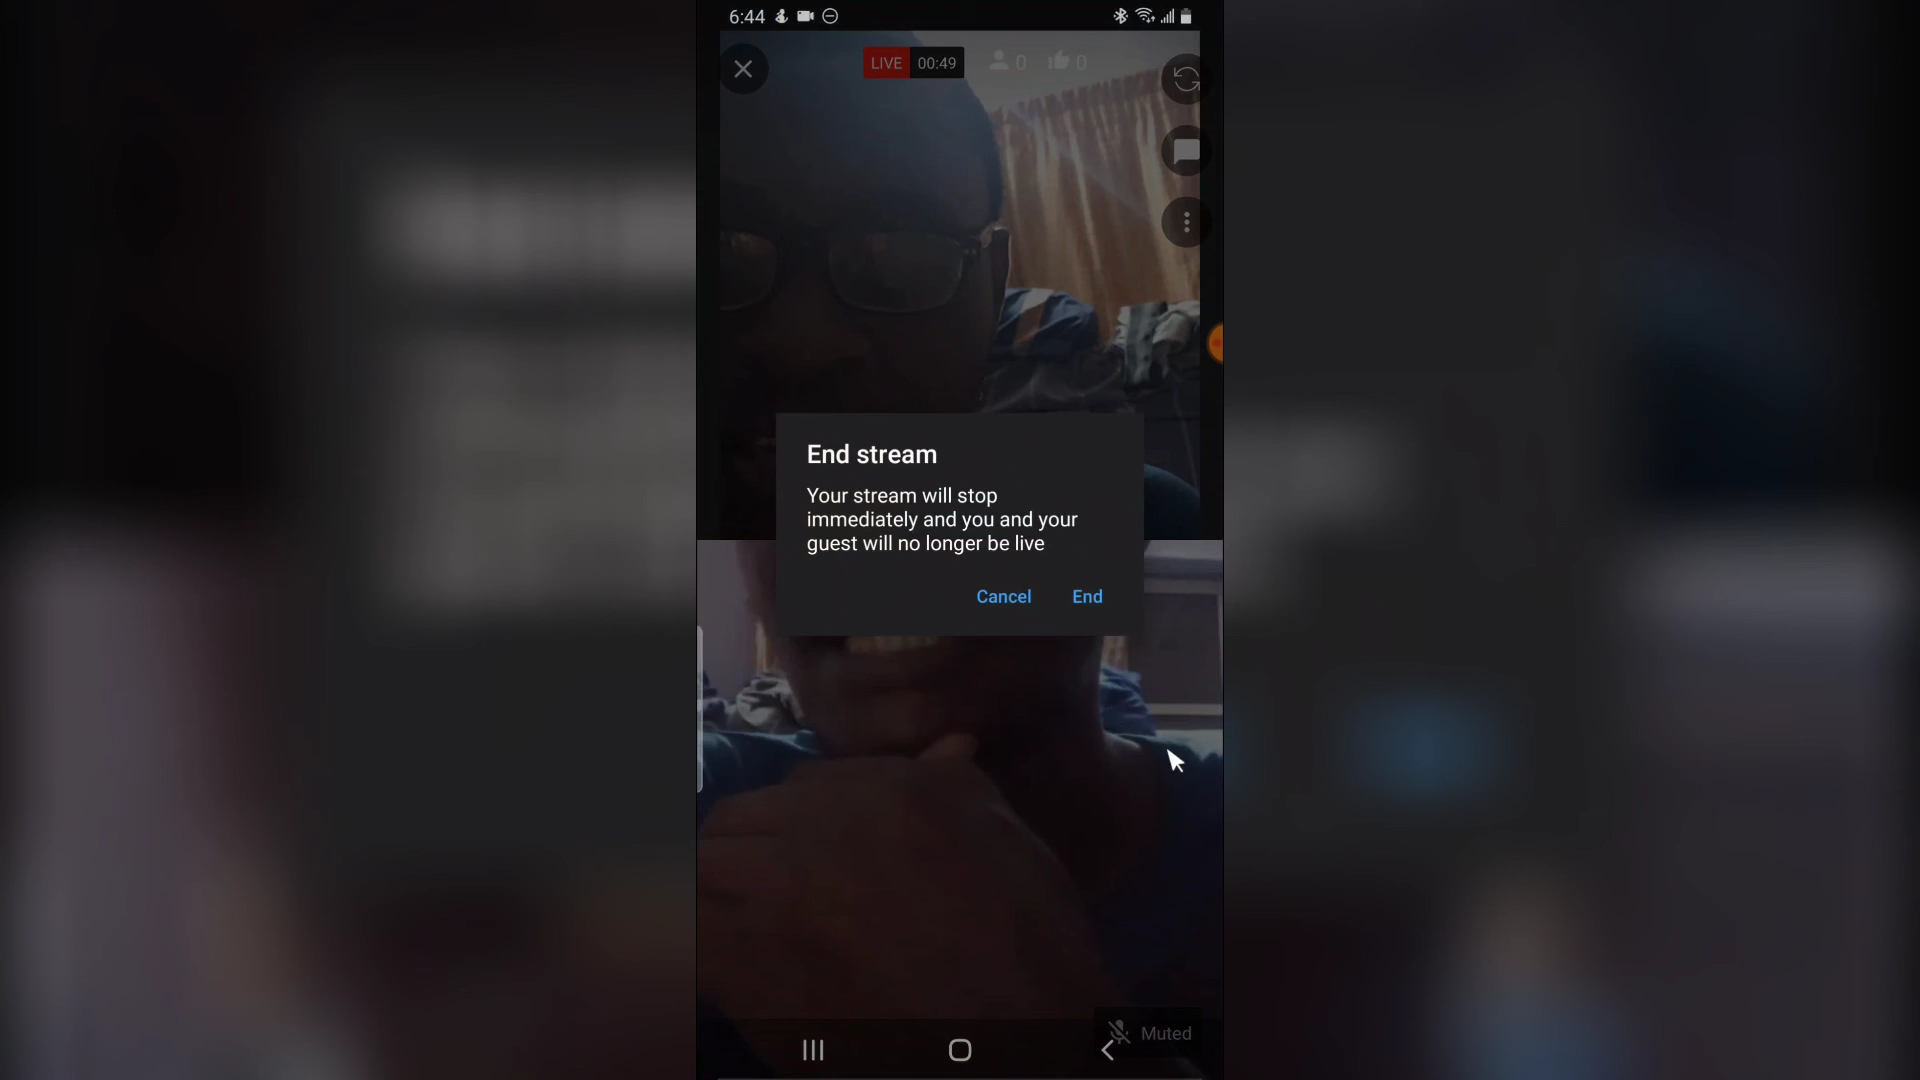 6:44
LIVE 00:49 0 0
End stream
Your stream will stop
immediately and you and your
guest will no longer be live
Cancel End
Muted